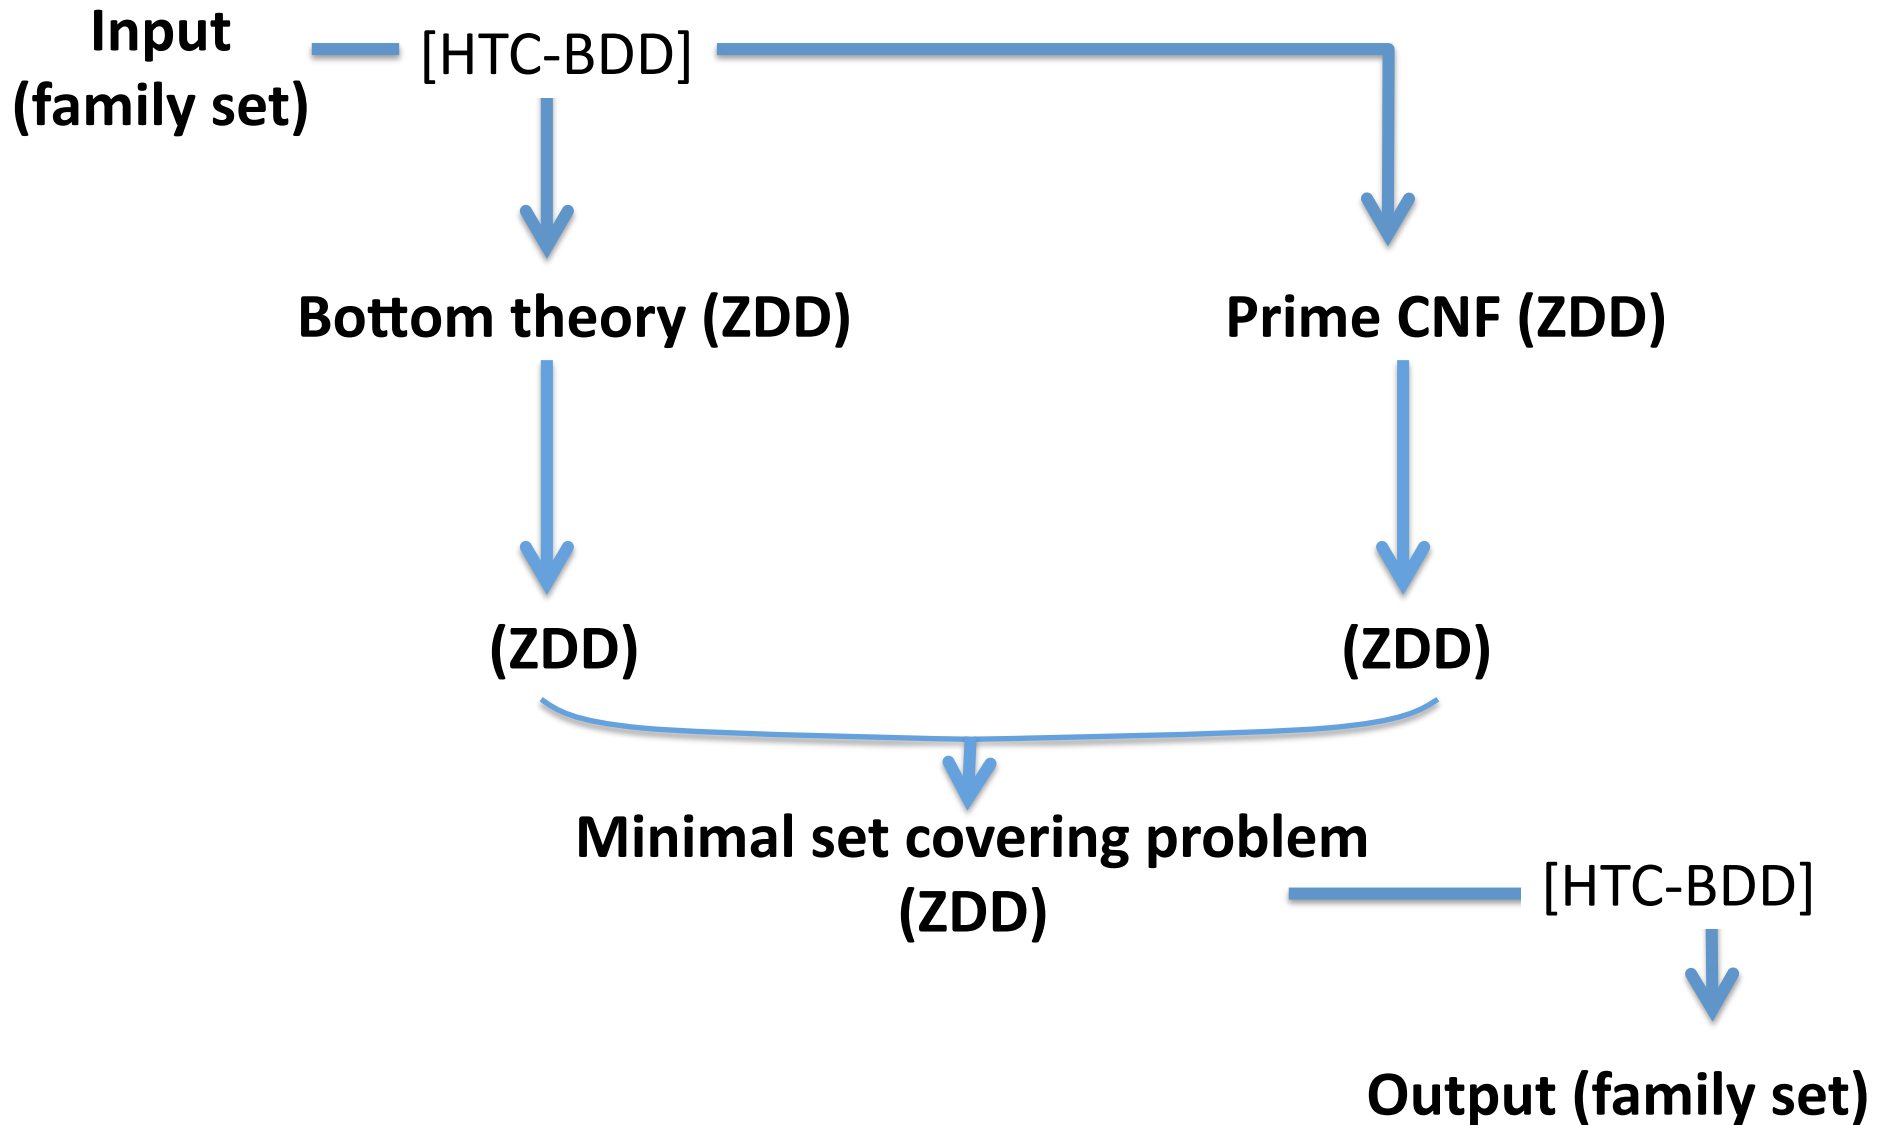 Input
(family set)
[HTC-BDD]
Bottom theory (ZDD)
Prime CNF (ZDD)
(ZDD)
(ZDD)
Minimal set covering problem
(ZDD)
[HTC-BDD]
Output (family set)